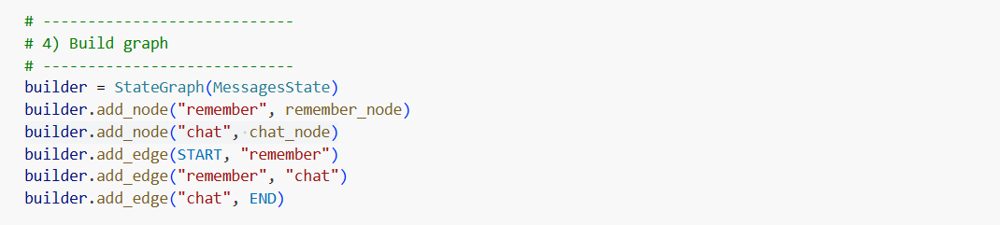 # ---------------------------
# 4) Build graph
# ---------------------------
builder = StateGraph(MessagesState)
builder.add_node("remember", remember_node)
builder.add_node("chat", chat_node)
builder.add_edge(START, "remember")
builder.add_edge("remember", "chat")
builder.add_edge("chat", END)